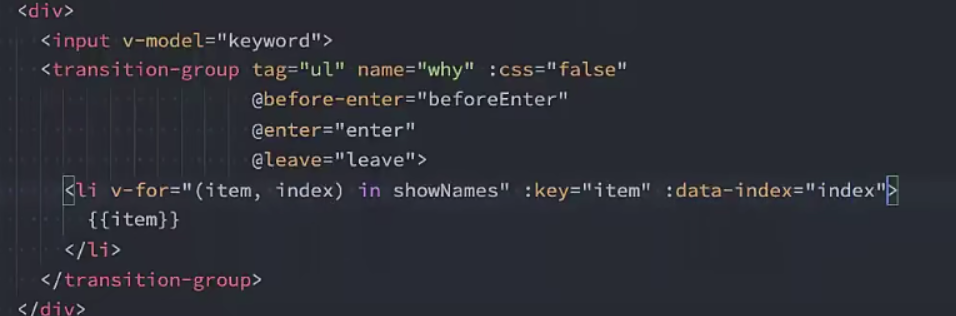 <div>
<input v-model="keyword">
<transition-group tag="ul" name="why" :css="false"
@before-enter="beforeEnter"
@enter="enter"
@leave="leave">
<li v-for="(item, index) in showNames" :key="item" :data-index="index">
{{item}}
</li>
</transition-group>
</div>